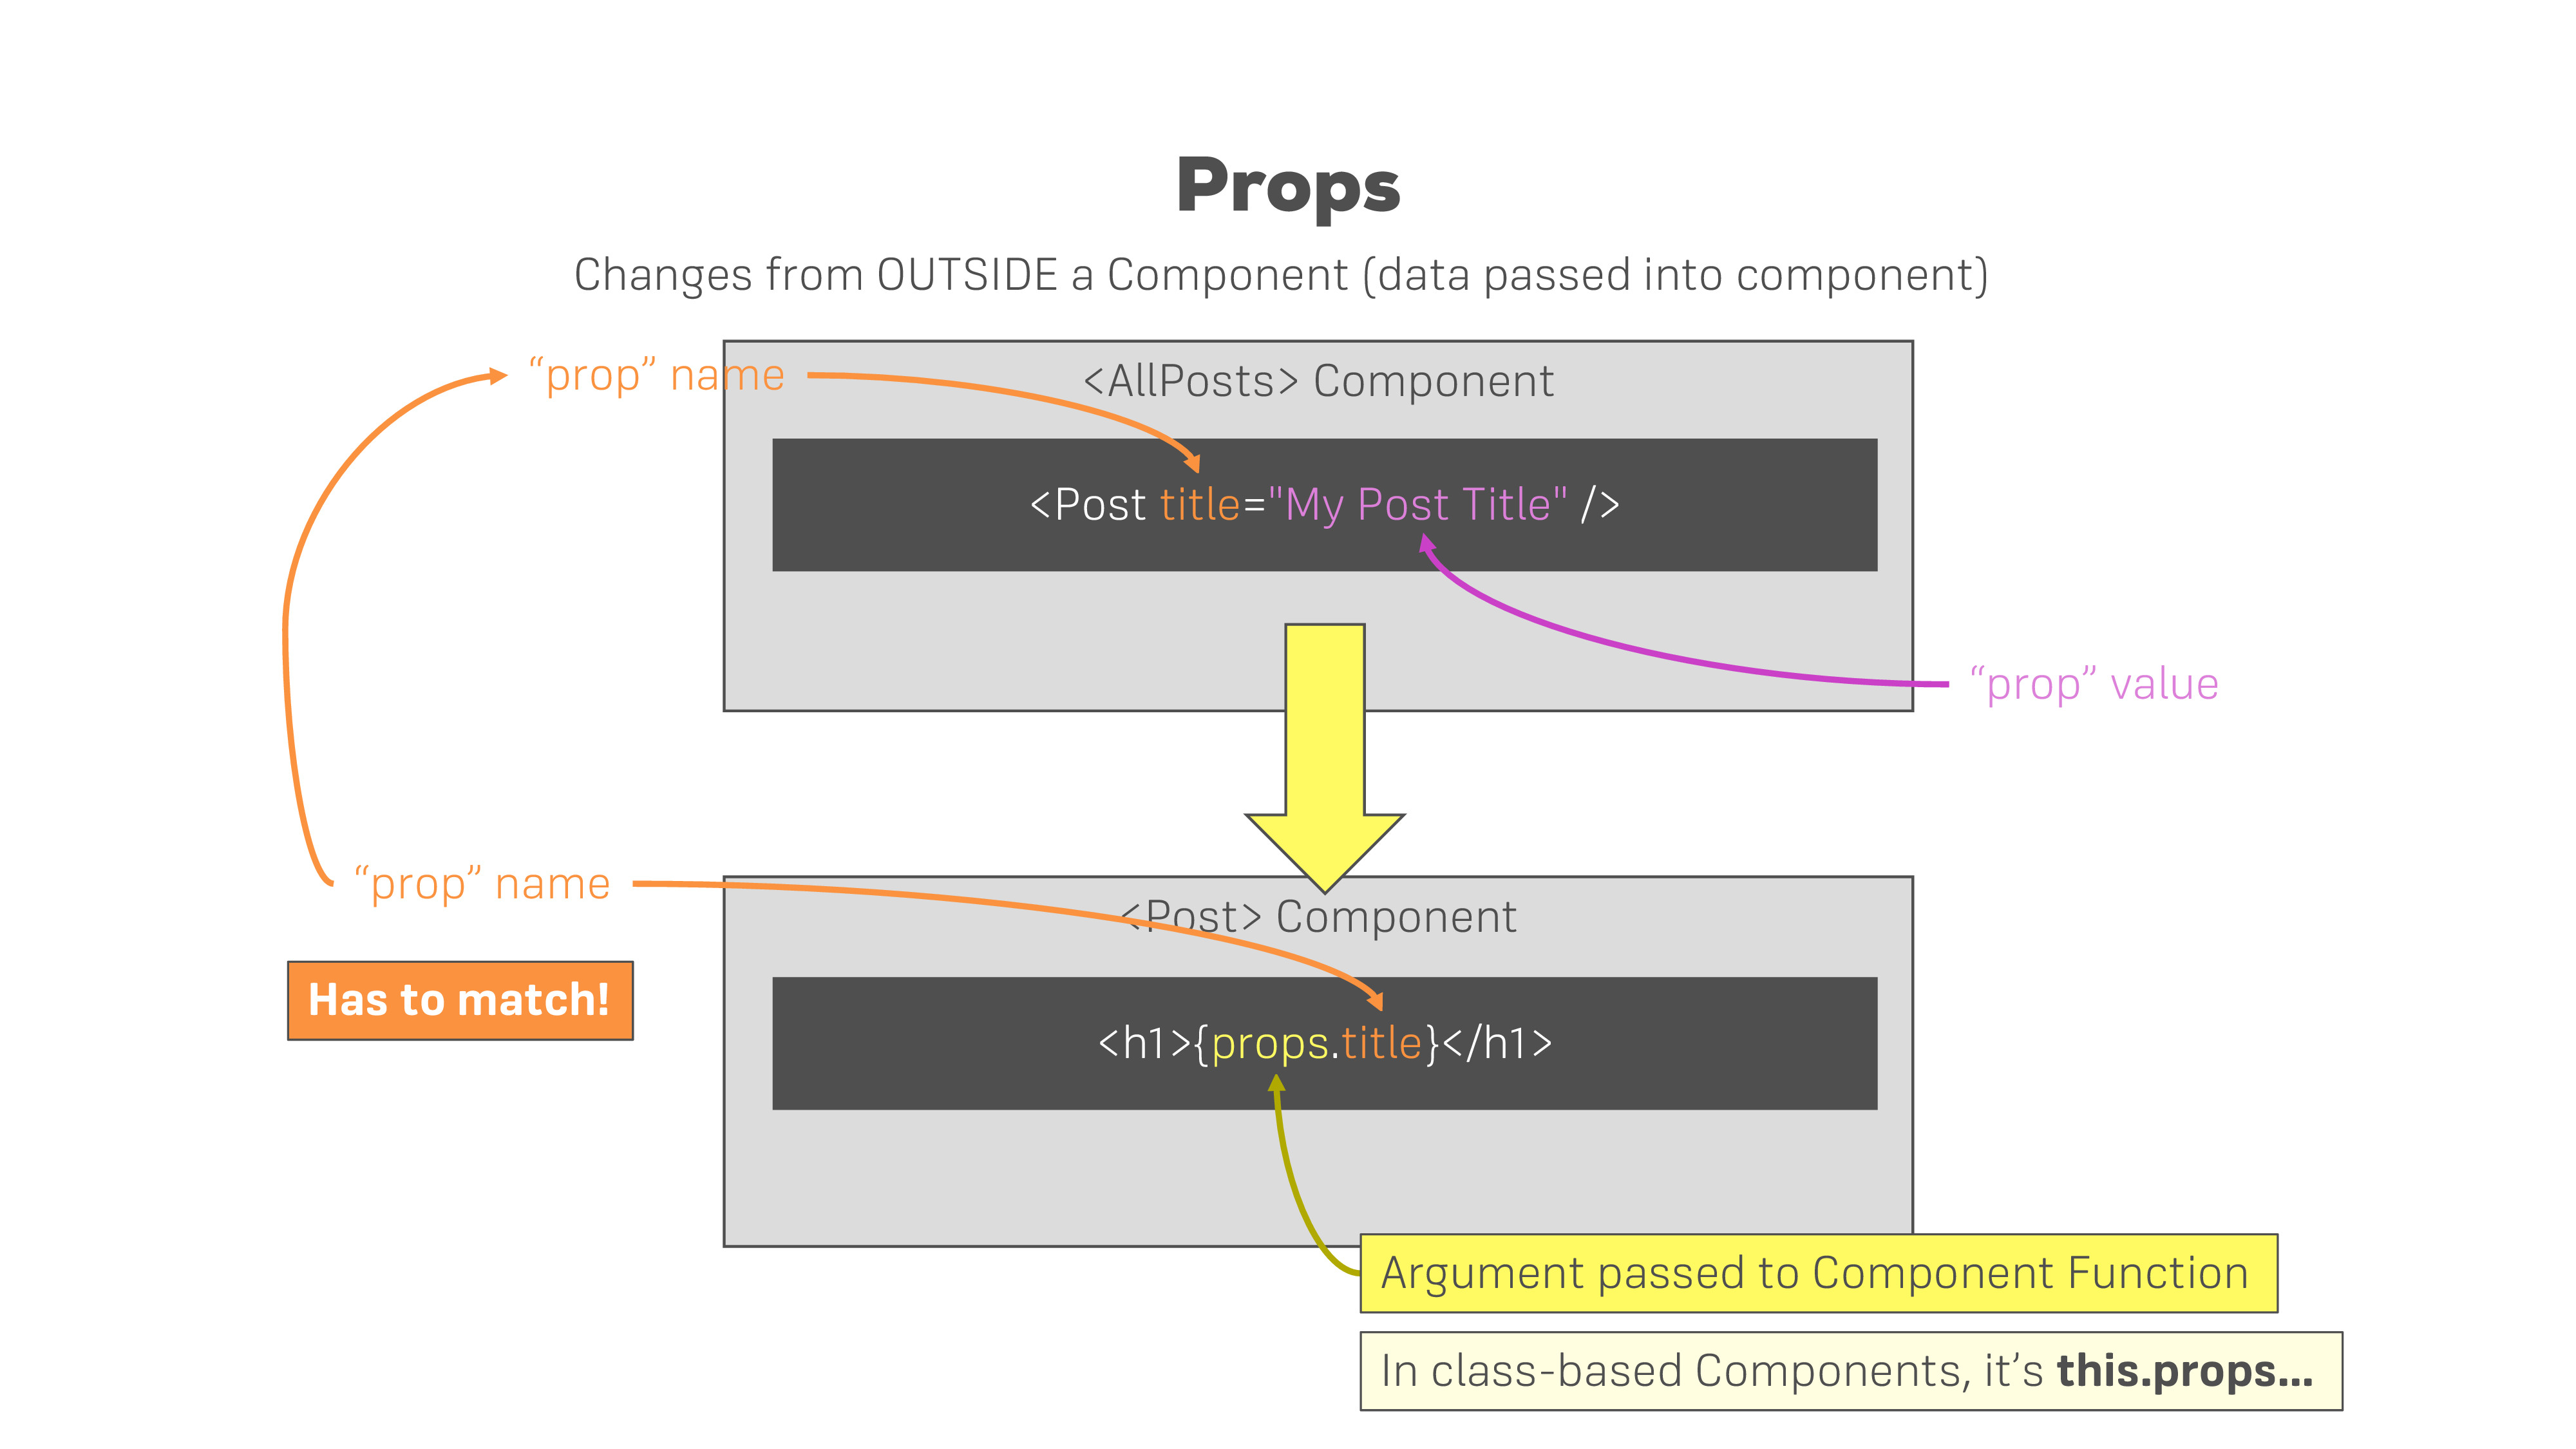 Props
Changes from OUTSIDE a Component (data passed into component)
“prop” name
<AllPosts> Component
<Post title="My Post Title" />
“prop” value
“prop” name
<Post> Component
Has to match!
<h1>{props.title}</h1>
Argument passed to Component Function
In class-based Components, it’s this.props…